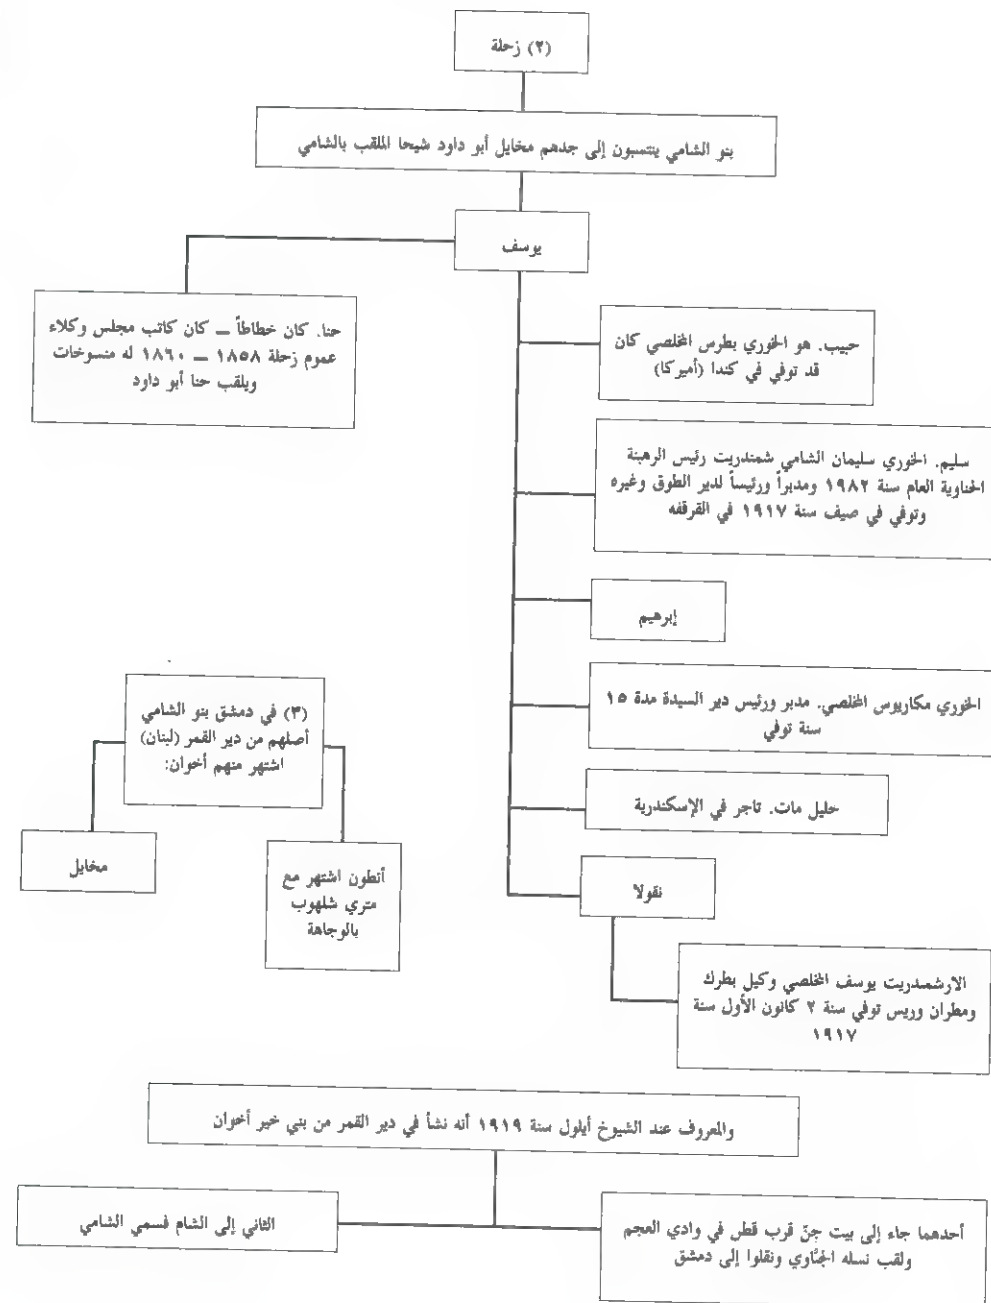 (٢) زحلة
بنو الشامي ينتسبون إلى جدهم مخايل أبو داود شيحا الملقب بالشامي
يوسف
حنا. كان خطاطاً ــ كان كاتب مجلس وكلاء
عموم زحلة ١٨٥٨ ــ ١٨٦٠ له منسوخات
ويلقب حنا أبو داود
حبيب. هو الخوري بطرس المخلصي كان
قد توفي في كندا (أميركا)
سليم. الخوري سليمان الشامي شمندريت رئيس الرهبنة
الحناوية العام سنة ١٩٨٢ ومدبراً ورئيساً لدير الطوق وغيره
وتوفي في صيف سنة ١٩١٧ في القرقفه
إبرهيم
الخوري مكاريوس المخلصي. مدبر ورئيس دير السيدة مدة ١٥
سنة توفي
خليل مات. تاجر في الإسكندرية
نقولا
الارشمدريت يوسف المخلصي وكيل بطرك
ومطران وريس توفي سنة ٢ كانون الأول سنة
١٩١٧
(٣) في دمشق بنو الشامي
أصلهم من دير القمر (لبنان)
اشتهر منهم أخوان:
مخايل
أنطون اشتهر مع
متري شلهوب
بالوجاهة
والمعروف عند الشيوخ أيلول سنة ١٩١٩ أنه نشأ في دير القمر من بني خير أخوان
أحدهما جاء إلى بيت جنّ قرب قطر في وادي العجم
ولقب نسله الجنَّاوي ونقلوا إلى دمشق
الثاني إلى الشام فسمي الشامي